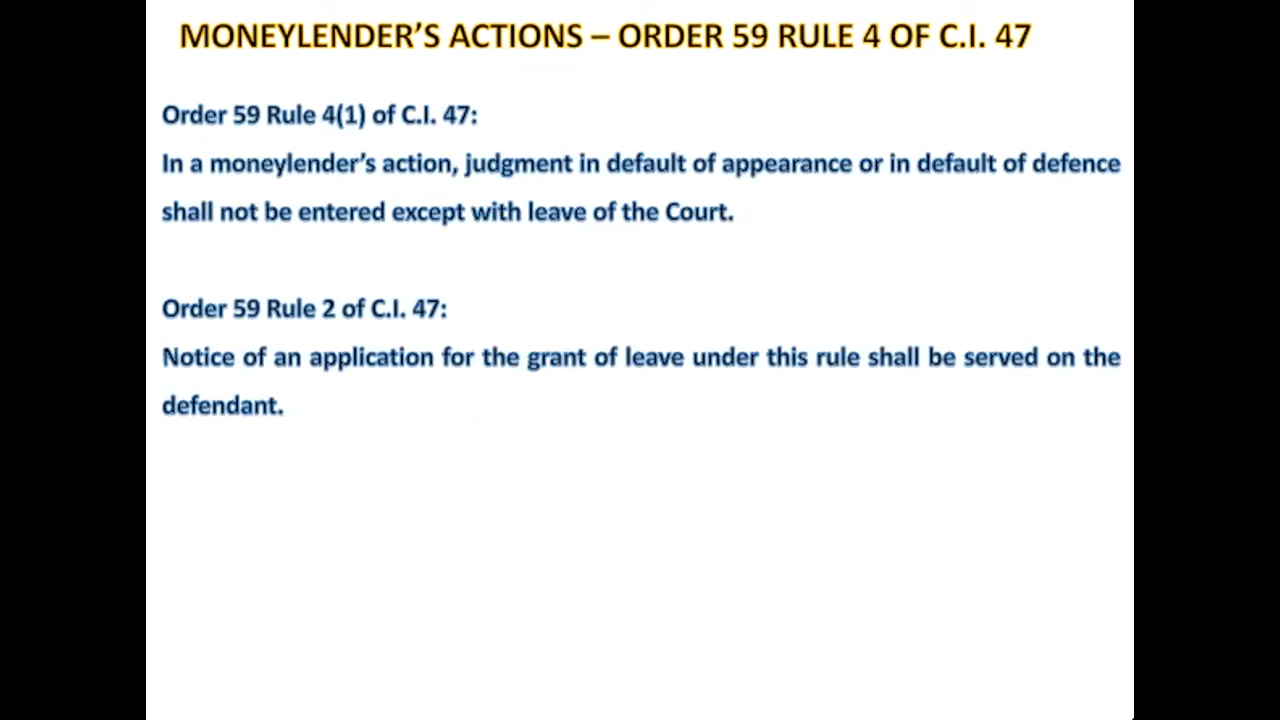 MONEYLENDER’S ACTIONS – ORDER 59 RULE 4 OF C.I. 47
Order 59 Rule 4(1) of C.I. 47:
In a moneylender’s action, judgment in default of appearance or in default of defence
shall not be entered except with leave of the Court.
Order 59 Rule 2 of C.I. 47:
Notice of an application for the grant of leave under this rule shall be served on the
defendant.